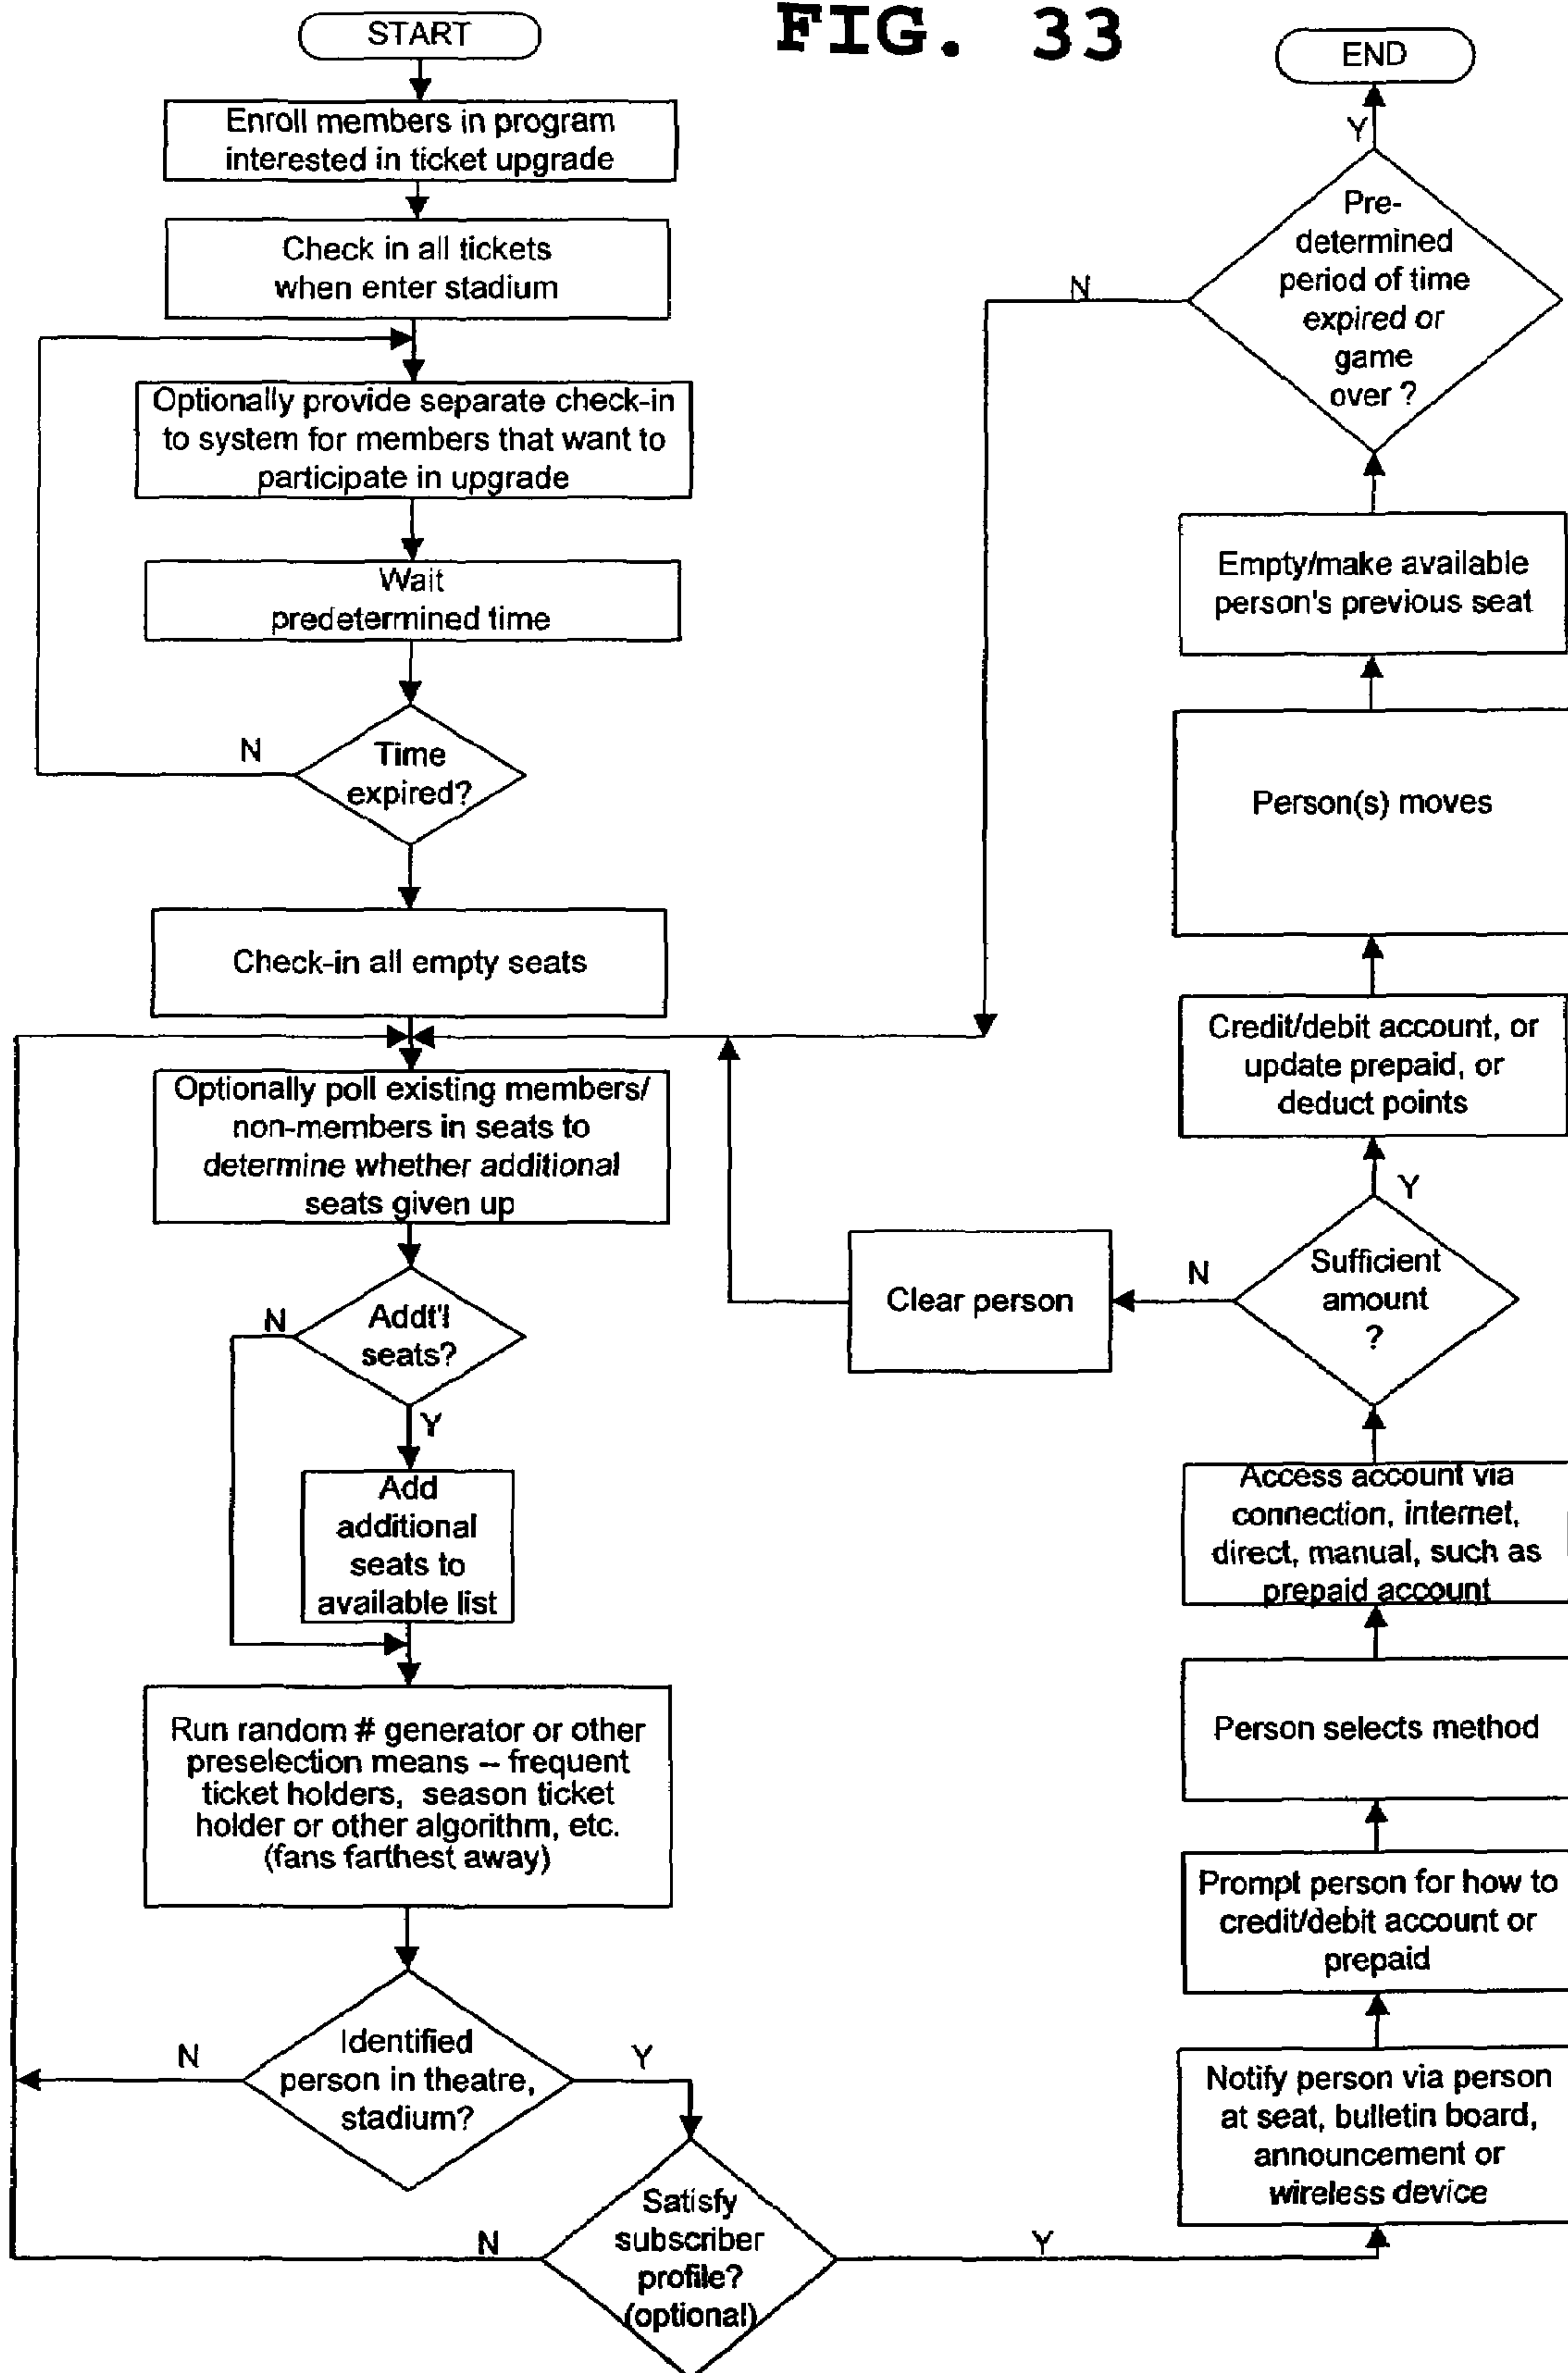 FIG. 33
START
Enroll members in program
interested in ticket upgrade
Check in all tickets
when enter stadium
Optionally provide separate check-in
to system for members that want to
participate in upgrade
Wait
predetermined time
N
Time
expired?
Check-in all empty seats
Optionally poll existing members/
non-members in seats to
determine whether additional
seats given up
N
Addt'l
seats?
Y
Add
additional
seats to
available list
Run random # generator or other
preselection means – frequent
ticket holders, season ticket
holder or other algorithm, etc.
(fans farthest away)
N
Identified
person in theatre,
stadium?
Y
N
Satisfy
subscriber
profile?
(optional)
Y
Notify person via person
at seat, bulletin board,
announcement or
wireless device
Prompt person for how to
credit/debit account or
prepaid
Person selects method
Access account via
connection, internet,
direct, manual, such as
prepaid account
Sufficient
amount
?
N
Clear person
Y
Credit/debit account, or
update prepaid, or
deduct points
Person(s) moves
Empty/make available
person's previous seat
Pre-
determined
period of time
expired or
game
over ?
N
Y
END